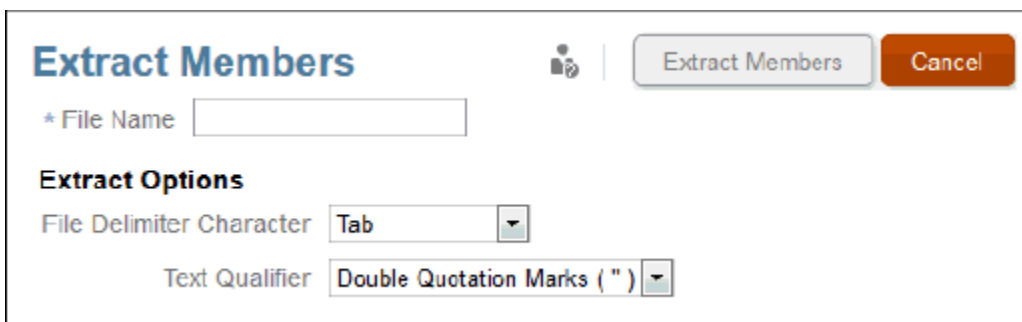 Extract Members Extract Members Cancel
* File Name
Extract Options
File Delimiter Character Tab
Text Qualifier Double Quotation Marks ( " )